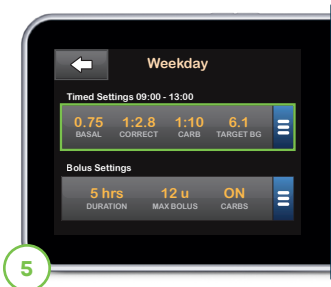 Weekday
Timed Settings 09:00 - 13:00
0.75 1:2.8 1:10 6.1
BASAL CORRECT CARB TARGET BG
Bolus Settings
5 hrs 12 u ON
DURATION MAX BOLUS CARBS
5